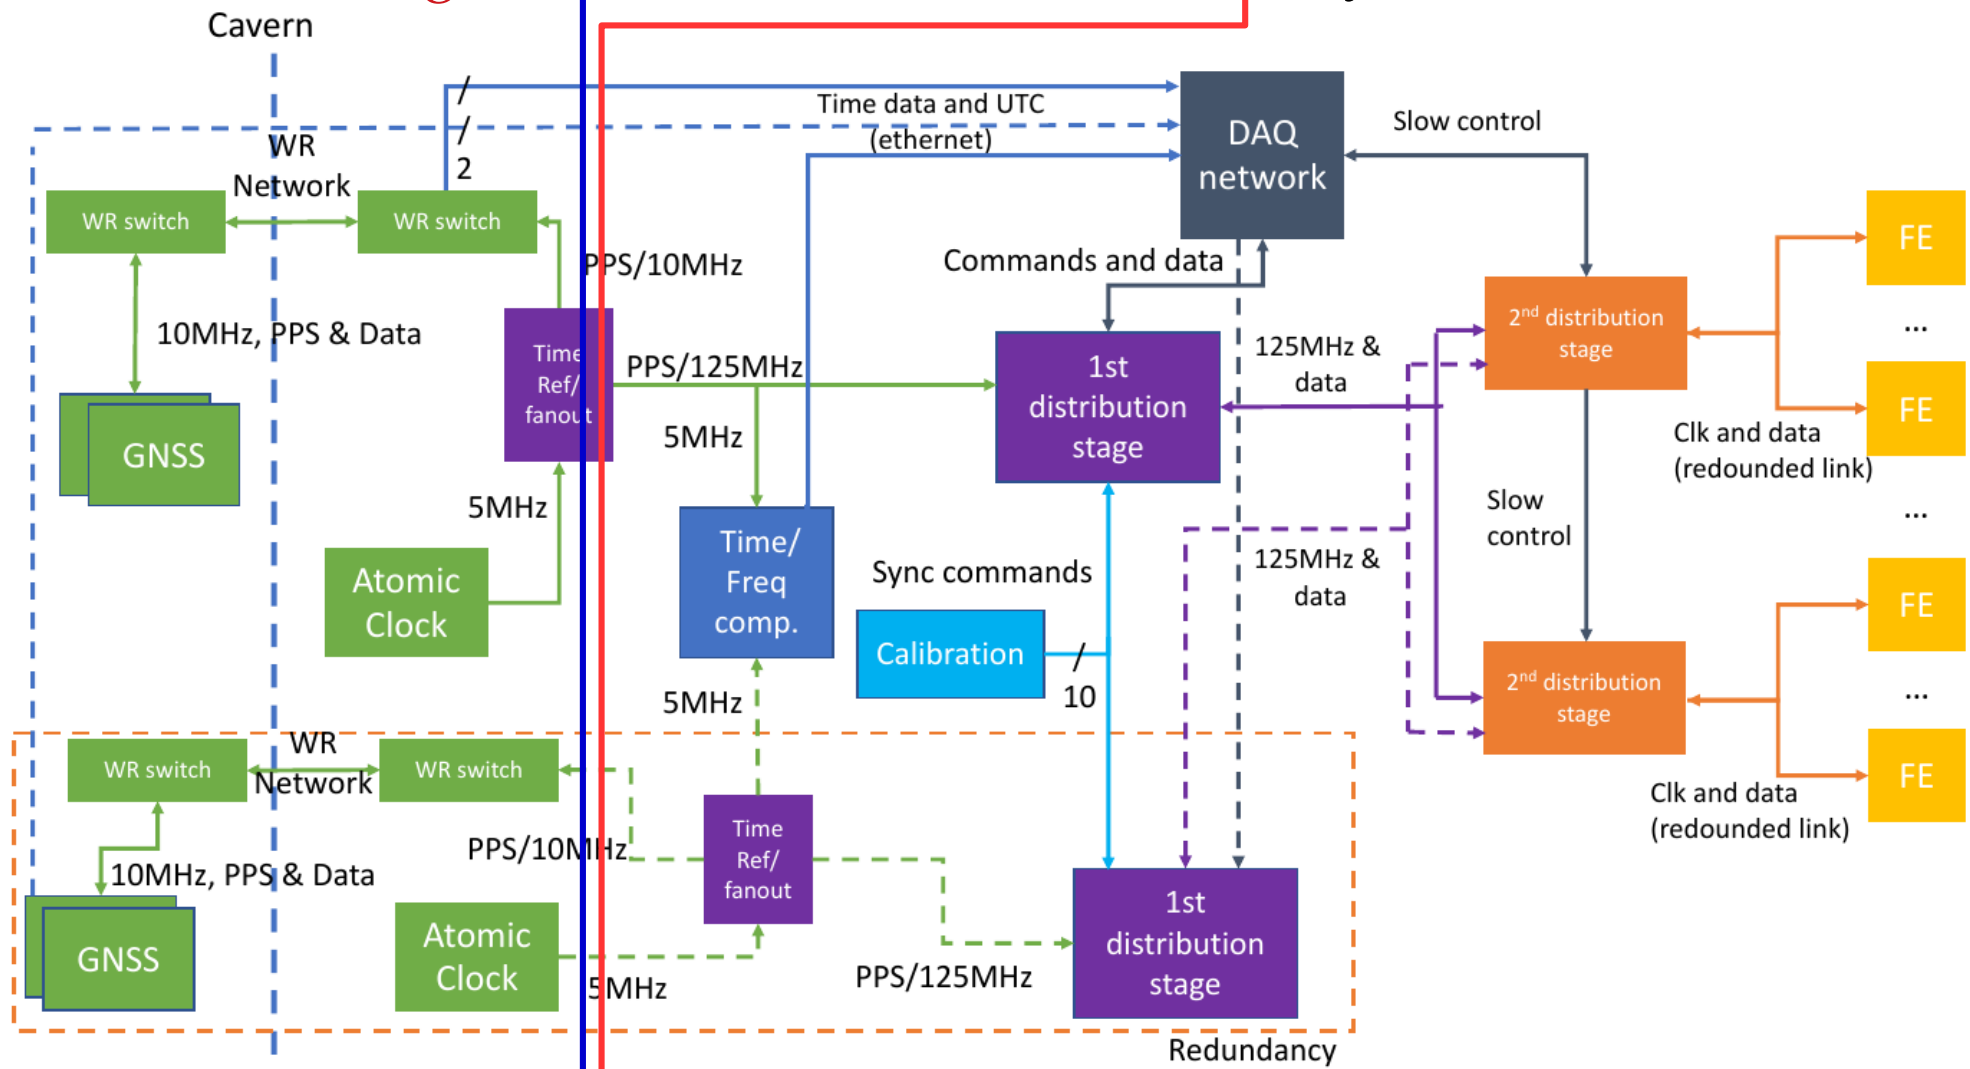 Cavern
Time data and UTC
(ethernet)
DAQ
network
Slow control
WR
Network
/
/
2
WR switch
WR switch
FE
PPS/10MHz
Commands and data
10MHz, PPS & Data
Time
Ref/
fanout
PPS/125MHz
1st
distribution
stage
125MHz &
data
2nd distribution
stage
...
FE
GNSS
5MHz
Clk and data
(redounded link)
5MHz
Slow
control
...
Atomic
Clock
Time/
Freq
comp.
Sync commands
125MHz &
data
FE
Calibration
/
10
2nd distribution
stage
...
5MHz
WR
Network
WR switch
WR switch
FE
Clk and data
(redounded link)
Time
Ref/
fanout
PPS/10MHz
10MHz, PPS & Data
GNSS
Atomic
Clock
5MHz
PPS/125MHz
1st
distribution
stage
Redundancy